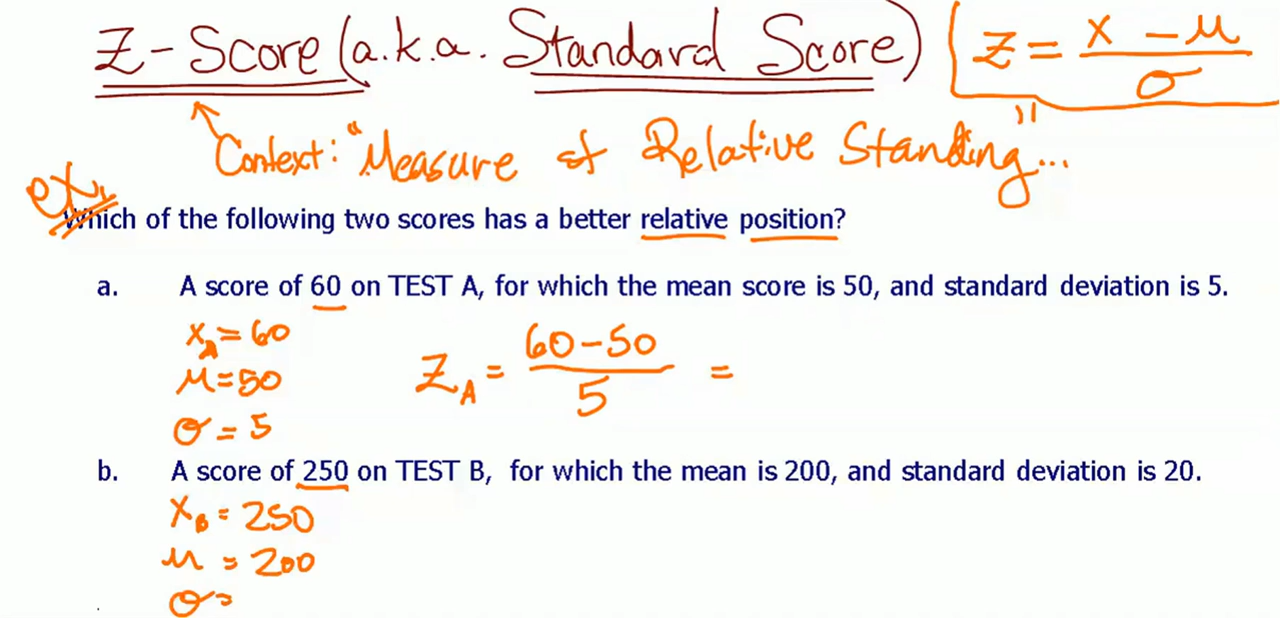 Z-Score (a.k.a. Standard Score) Z = X - μ / σ
Context: "Measure of Relative Standing"...
ex,
Which of the following two scores has a better relative position?
a. A score of 60 on TEST A, for which the mean score is 50, and standard deviation is 5.
X_A = 60
μ = 50
σ = 5
Z_A = 60-50 / 5 =
b. A score of 250 on TEST B, for which the mean is 200, and standard deviation is 20.
X_B = 250
μ = 200
σ =